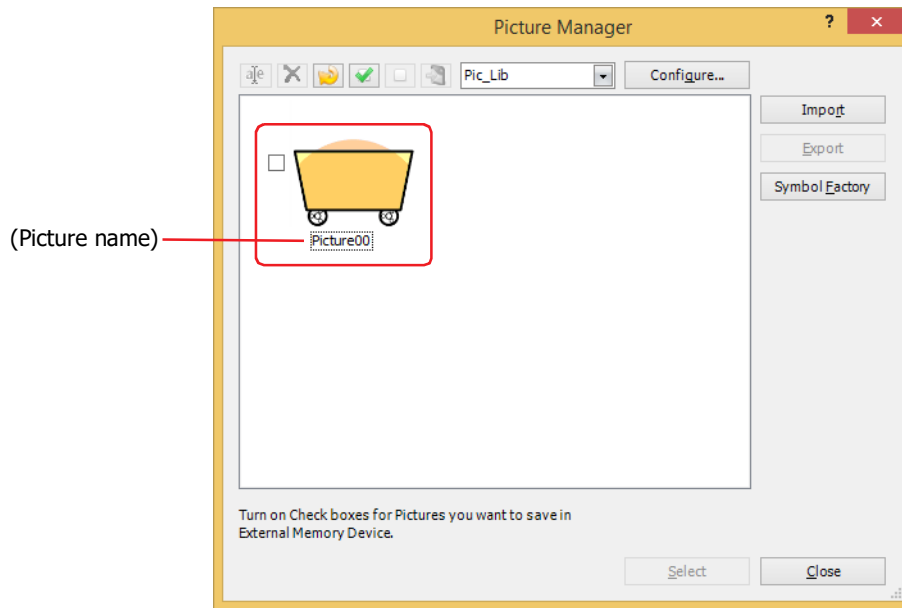 Picture Manager
?
aſe
Pic_Lib
Configure...
Import
Export
Symbol Factory
(Picture name)
Picture00
Turn on Check boxes for Pictures you want to save in
External Memory Device.
Select
Close